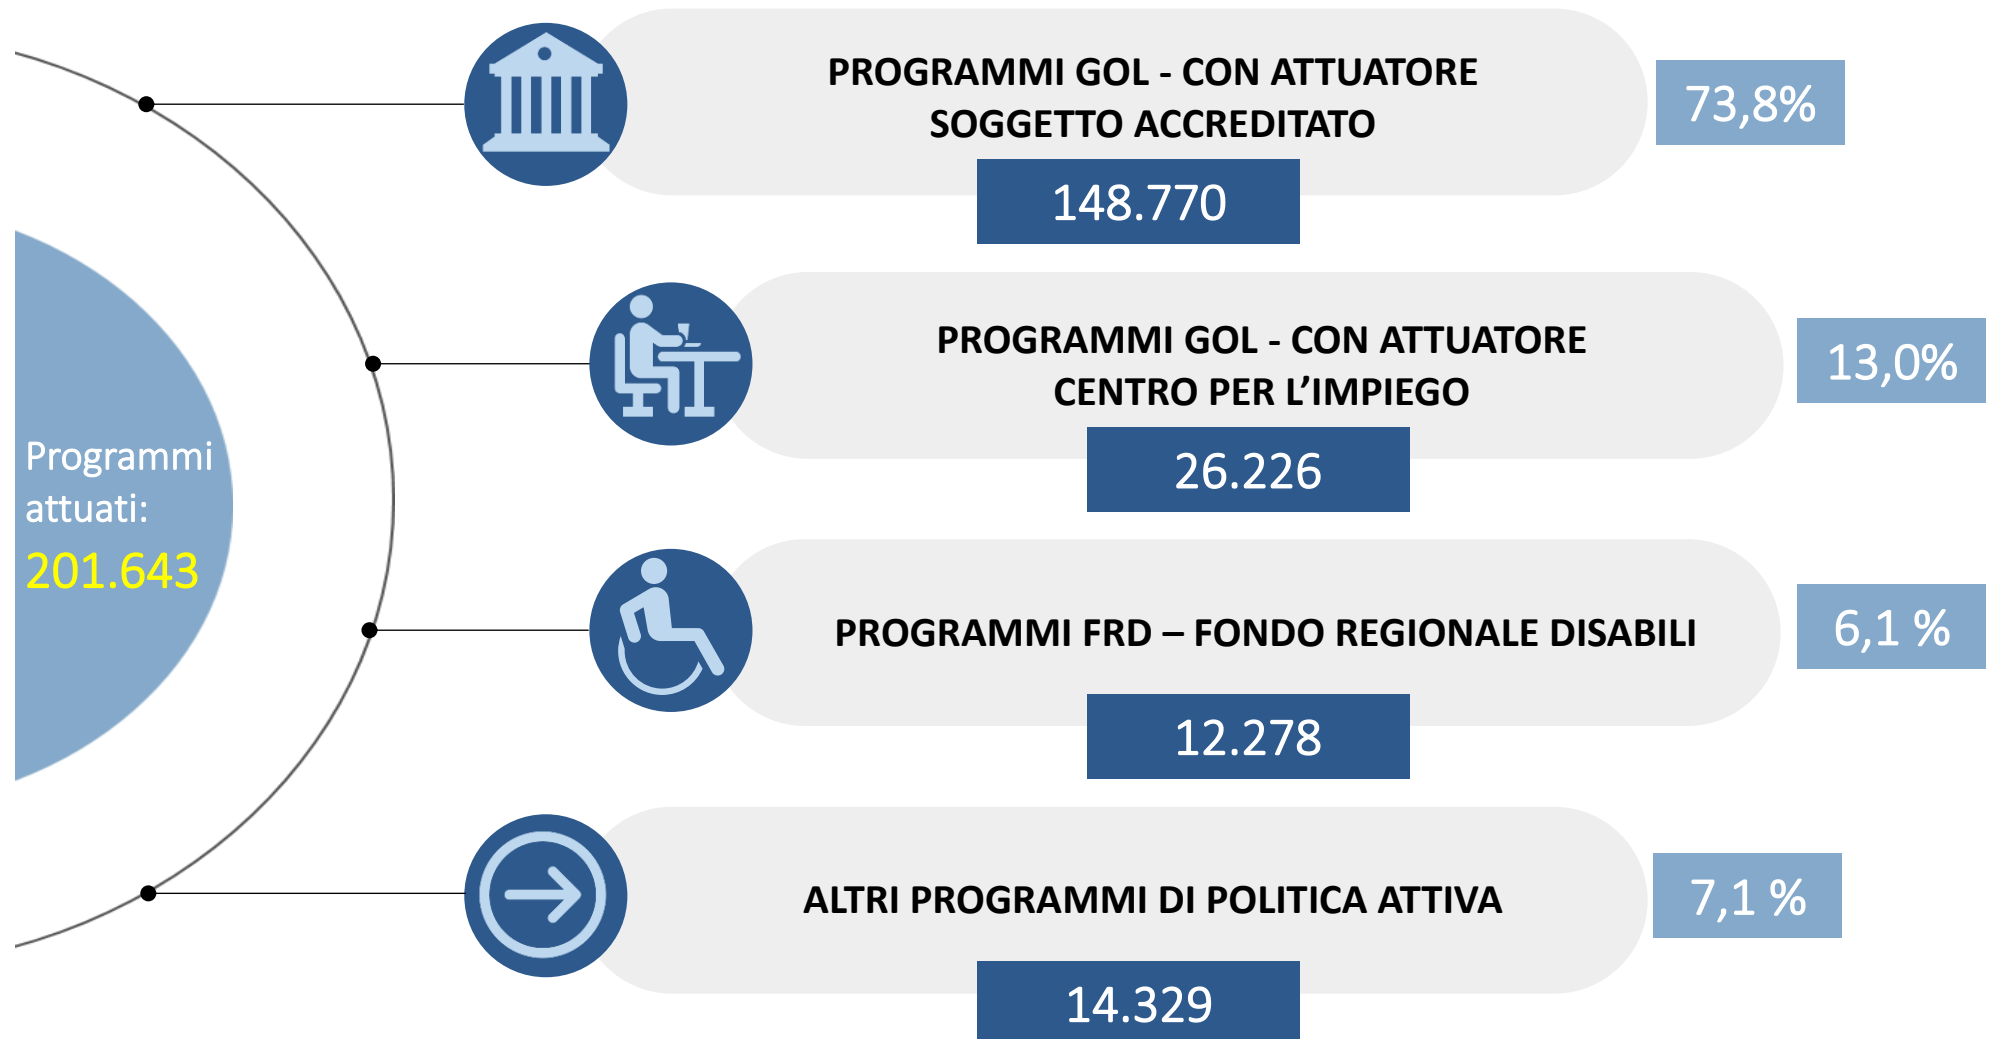 Programmi
attuati:
201.643
PROGRAMMI GOL - CON ATTUATORE
SOGGETTO ACCREDITATO
148.770
73,8%
PROGRAMMI GOL - CON ATTUATORE
CENTRO PER L’IMPIEGO
26.226
13,0%
PROGRAMMI FRD – FONDO REGIONALE DISABILI
12.278
6,1 %
ALTRI PROGRAMMI DI POLITICA ATTIVA
14.329
7,1 %